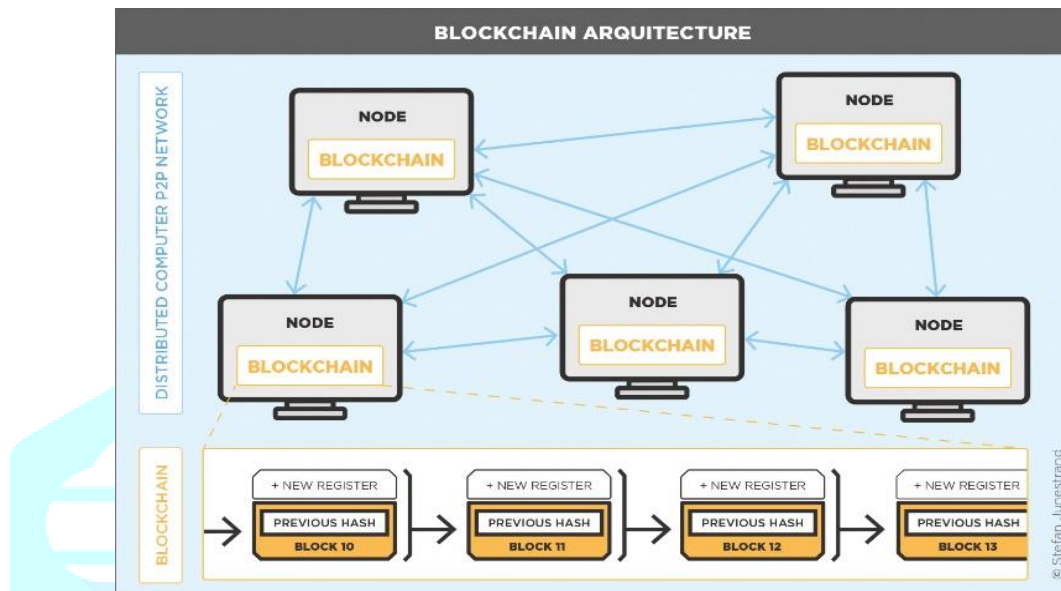 BLOCKCHAIN ARQUITECTURE
DISTRIBUTED COMPUTER P2P NETWORK
NODE
BLOCKCHAIN
NODE
BLOCKCHAIN
NODE
BLOCKCHAIN
NODE
BLOCKCHAIN
NODE
BLOCKCHAIN
BLOCKCHAIN
+ NEW REGISTER
PREVIOUS HASH
BLOCK 10
+ NEW REGISTER
PREVIOUS HASH
BLOCK 11
+ NEW REGISTER
PREVIOUS HASH
BLOCK 12
+ NEW REGISTER
PREVIOUS HASH
BLOCK 13
© Stefan Junestrand